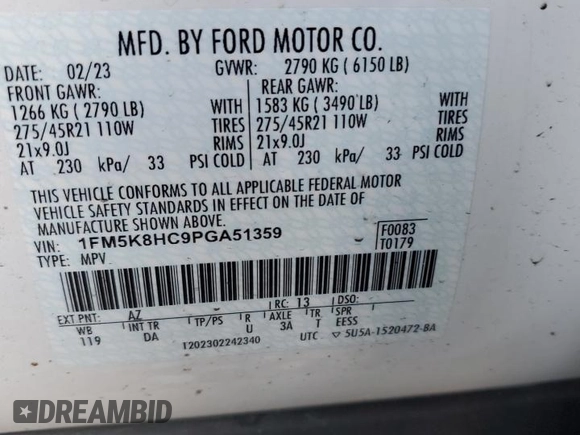 MFD. BY FORD MOTOR CO.
DATE: 02/23 GVWR: 2790 KG ( 6150 LB)
FRONT GAWR: REAR GAWR:
1266 KG ( 2790 LB) WITH 1583 KG ( 3490LB) WITH
275/45R21 110W TIRES 275/45R21 110W TIRES
21x9.0J RIMS 21x9.0J RIMS
AT 230 kPa/ 33 PSI COLD AT 230 kPa/ 33 PSI COLD
THIS VEHICLE CONFORMS TO ALL APPLICABLE FEDERAL MOTOR
VEHICLE SAFETY STANDARDS IN EFFECT ON THE DATE OF
MANUFACTURE SHOWN ABOVE.
VIN: 1FM5K8HC9PGA51359 F0083
TYPE: MPV T0179
EXT PNT: AZ RC: 13 DSO:
WB INT TR TP/PS R AXLE T SPR
119 DA U 3A T EESS
1202302242340 UTC ▽ 5U5A-1520472-BA
DREAMBID